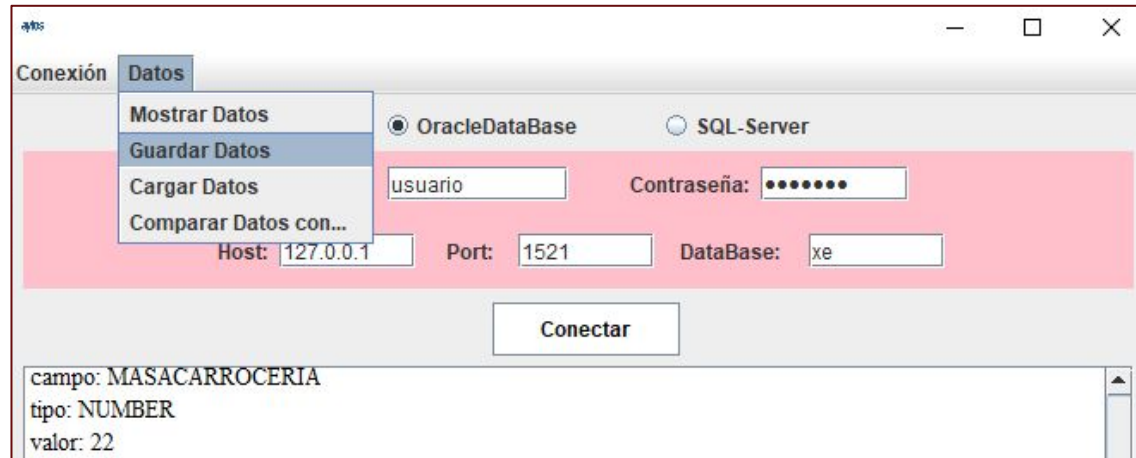 aytos
Conexión Datos
Mostrar Datos
Guardar Datos
Cargar Datos
Comparar Datos con...
OracleDataBase SQL-Server
usuario Contraseña: •••••••
Host: 127.0.0.1 Port: 1521 DataBase: xe
Conectar
campo: MASACARROCERIA
tipo: NUMBER
valor: 22